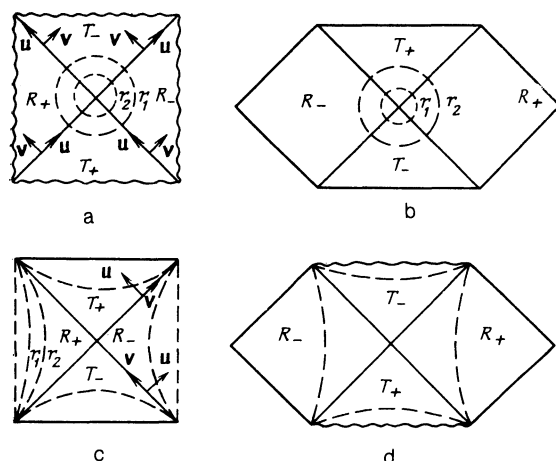 T₋
u v v u
R₊ r₂ r₁ R₋
v u u v
T₊
a
T₊
R₋ r₁ r₂ R₊
T₋
b
u
T₊ v
r₁ r₂ R₊ R₋
v u
T₋
c
T₋
R₋ R₊
T₊
d